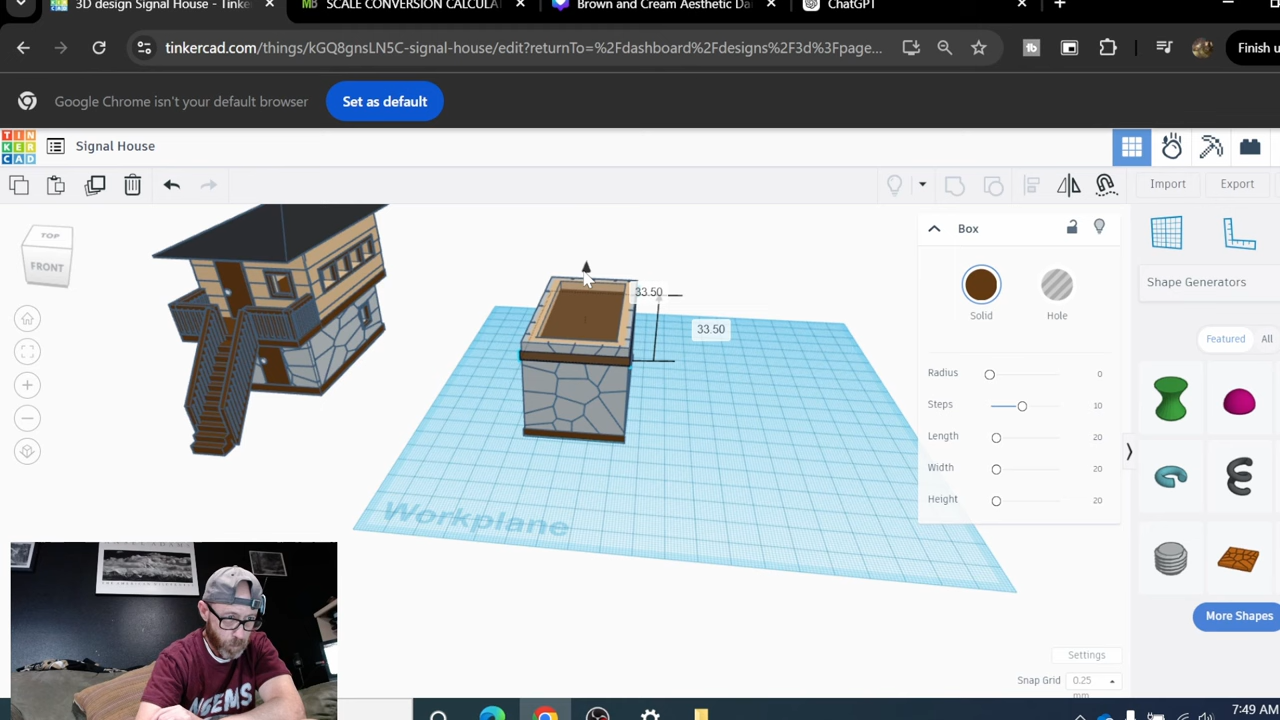 3D design Signal House - Tinke
MB SCALE CONVERSION CALCULA
Brown and Cream Aesthetic Da
ChatGPT
tinkercad.com/things/kGQ8gnsLN5C-signal-house/edit?returnTo=%2Fdashboard%2Fdesigns%2F3d%3Fpage...
Finish u
Google Chrome isn't your default browser
Set as default
TIN
KER
CAD
Signal House
Import
Export
TOP
FRONT
33.50
33.50
Workplane
Box
Solid
Hole
Radius 0
Steps 10
Length 20
Width 20
Height 20
Shape Generators
Featured
All
More Shapes
Settings
Snap Grid 0.25
mm
7:49 AM